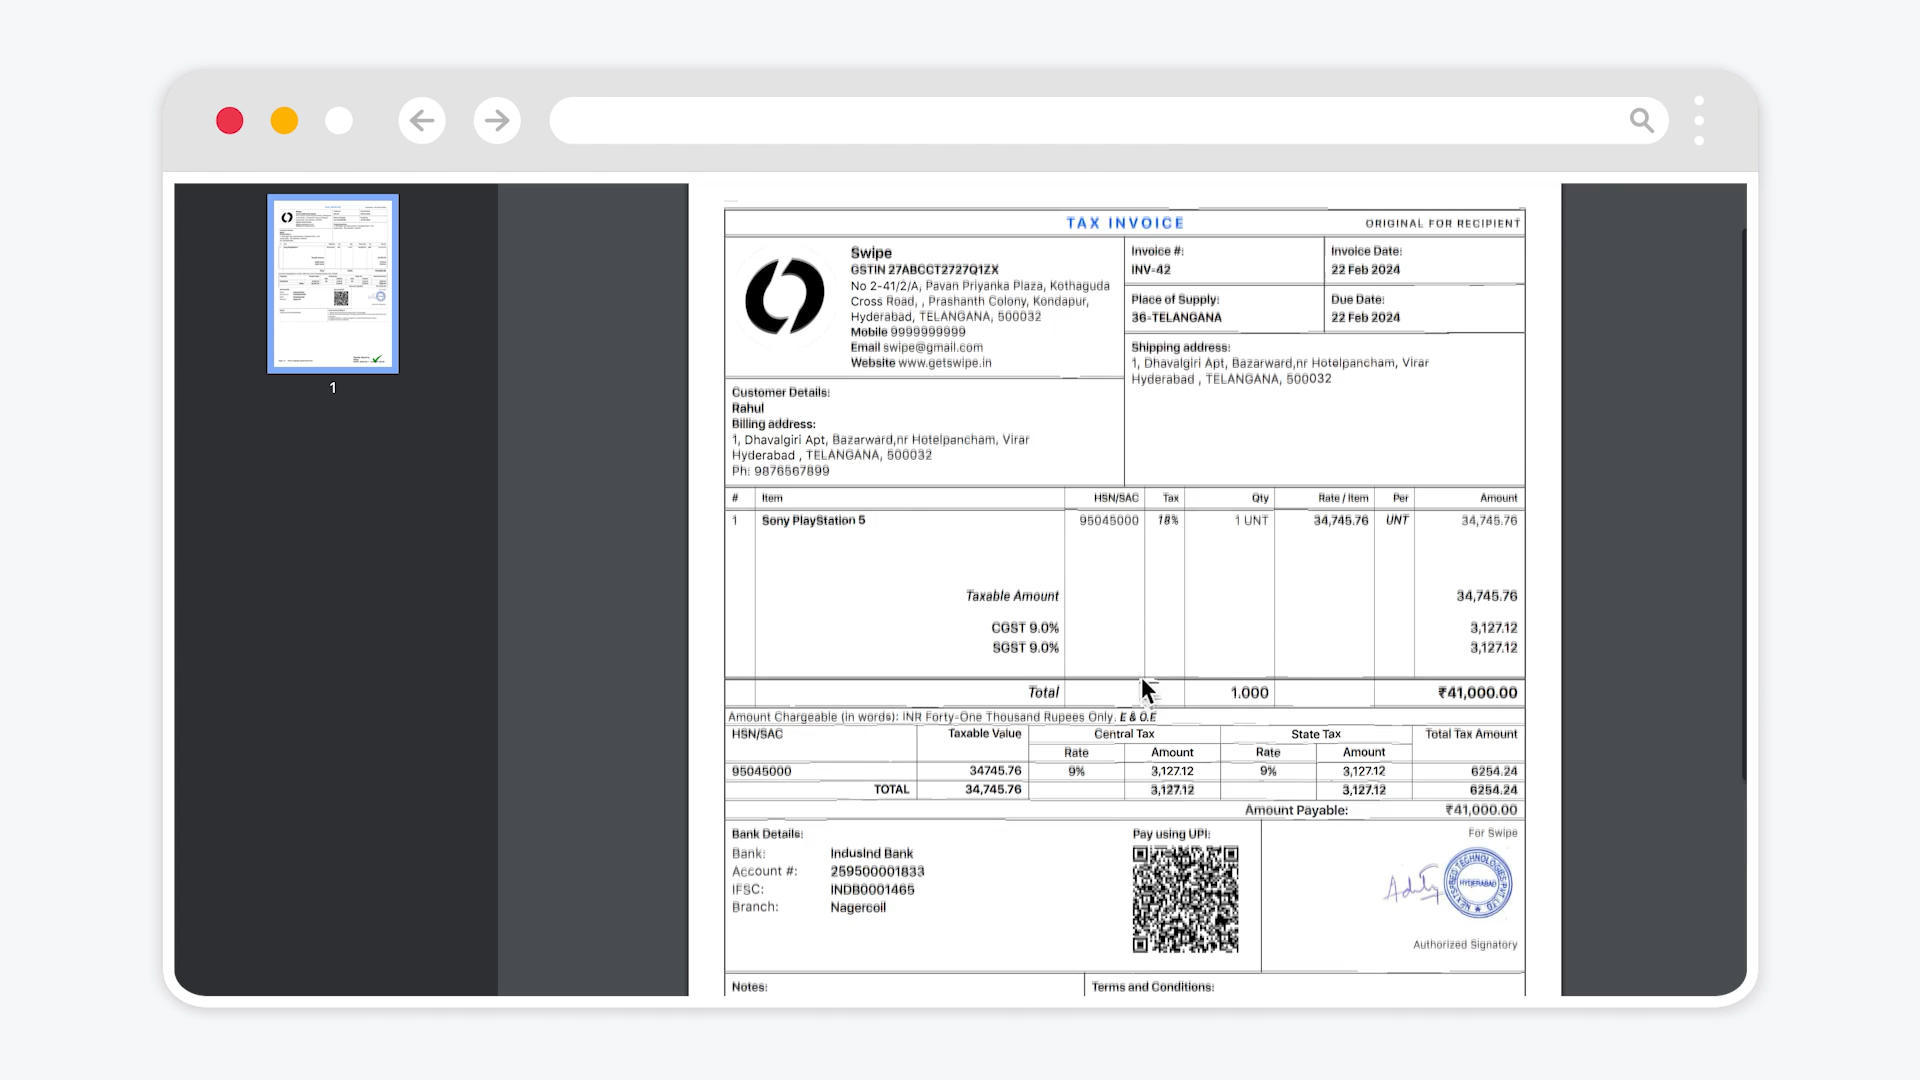 TAX INVOICE
ORIGINAL FOR RECIPIENT
Swipe
GSTIN 27ABCCT2727Q1ZX
No 2-41/2/A, Pavan Priyanka Plaza, Kothaguda
Cross Road, , Prashanth Colony, Kondapur,
Hyderabad, TELANGANA, 500032
Mobile 9999999999
Email swipe@gmail.com
Website www.getswipe.in
Invoice #:
INV-42
Invoice Date:
22 Feb 2024
Place of Supply:
36-TELANGANA
Due Date:
22 Feb 2024
Shipping address:
1, Dhavalgiri Apt, Bazarward,nr Hotelpancham, Virar
Hyderabad , TELANGANA, 500032
Customer Details:
Rahul
Billing address:
1, Dhavalgiri Apt, Bazarward,nr Hotelpancham, Virar
Hyderabad , TELANGANA, 500032
Ph: 9876567899
# Item HSN/SAC Tax Qty Rate / Item Per Amount
1 Sony PlayStation 5 95045000 18% 1 UNT 34,745.76 UNT 34,745.76
Taxable Amount 34,745.76
CGST 9.0% 3,127.12
SGST 9.0% 3,127.12
Total 1.000 ₹41,000.00
Amount Chargeable (in words): INR Forty-One Thousand Rupees Only. E & O.E
HSN/SAC Taxable Value Central Tax State Tax Total Tax Amount
Rate Amount Rate Amount
95045000 34745.76 9% 3,127.12 9% 3,127.12 6254.24
TOTAL 34,745.76 3,127.12 3,127.12 6254.24
Amount Payable: ₹41,000.00
Bank Details:
Bank: IndusInd Bank
Account #: 259500001833
IFSC: INDB0001465
Branch: Nagercoil
Pay using UPI:
For Swipe
HYDERABAD
Authorized Signatory
Notes:
Terms and Conditions:
1